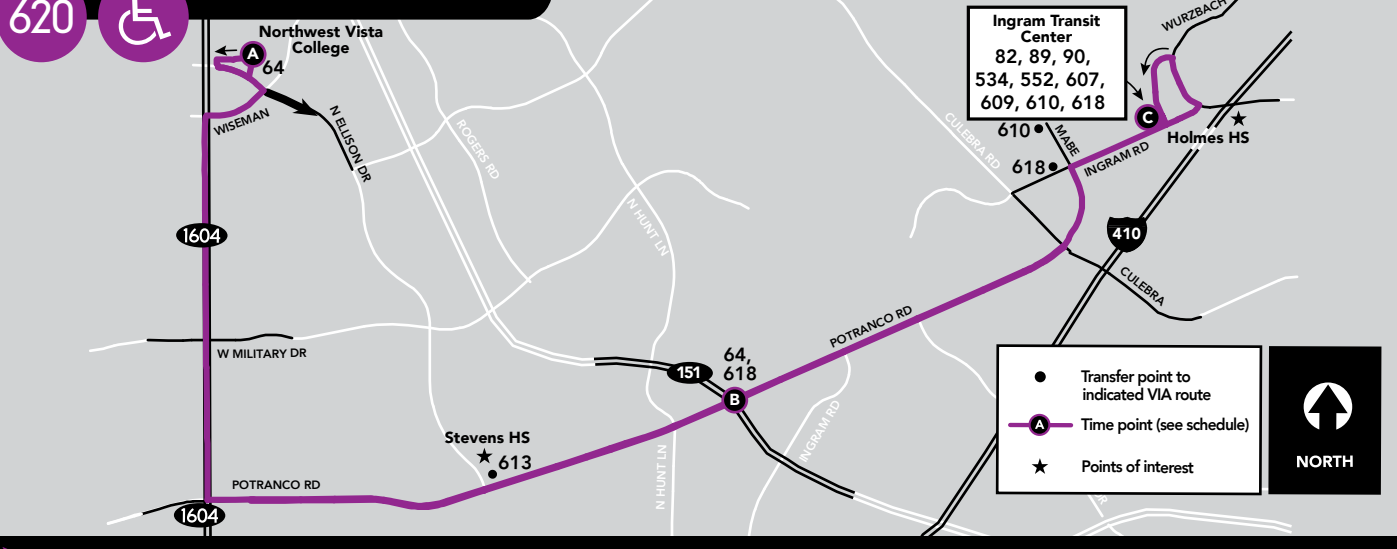 620
Northwest Vista
College
A
64
WISEMAN
N ELLISON DR
ROGERS RD
CULEBRA RD
N HUNT LN
Ingram Transit
Center
82, 89, 90,
534, 552, 607,
609, 610, 618
WURZBACH
C
Holmes HS
610
MABE
618
INGRAM RD
1604
410
CULEBRA
POTRANCO RD
W MILITARY DR
64,
618
151
B
INGRAM RD
Stevens HS
613
N HUNT LN
POTRANCO RD
1604
Transfer point to
indicated VIA route
A
Time point (see schedule)
Points of interest
NORTH